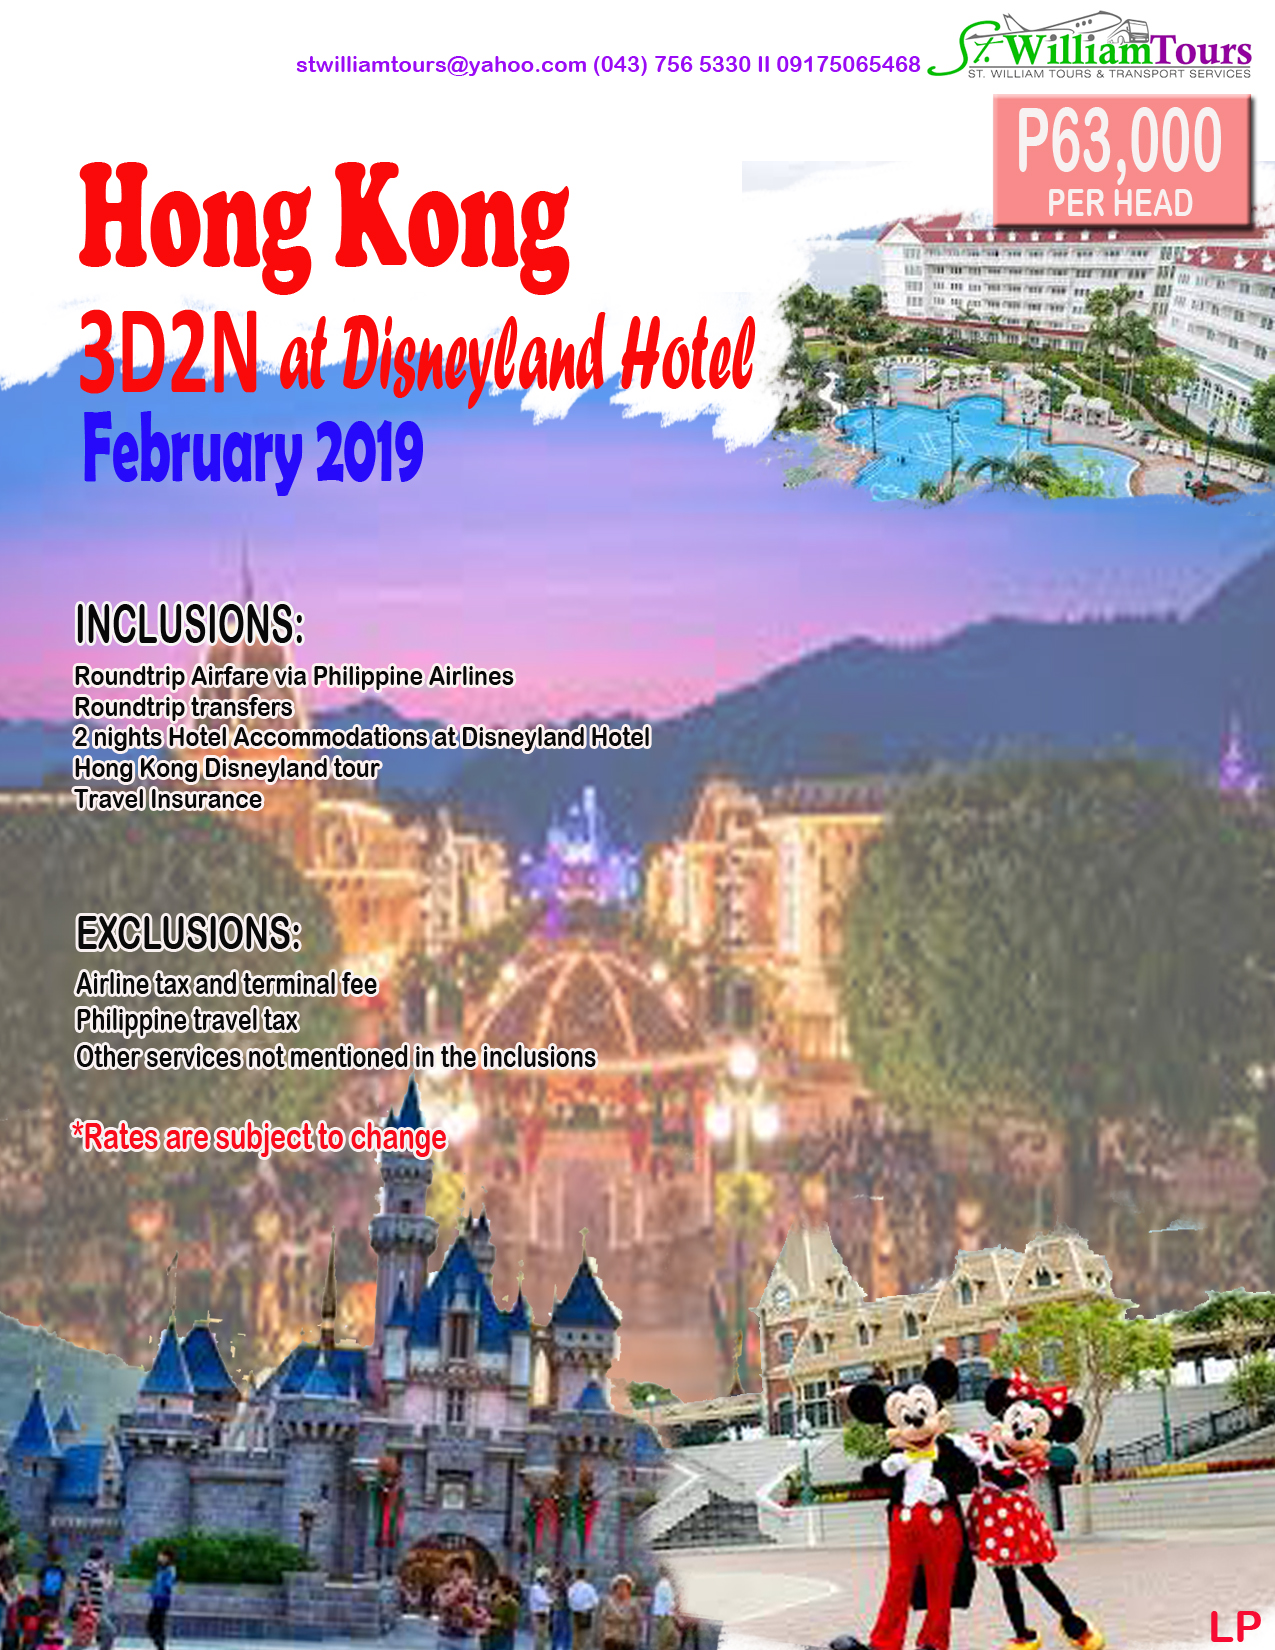 stwilliamtours@yahoo.com (043) 756 5330 II 09175065468
St. WilliamTours
ST. WILLIAM TOURS & TRANSPORT SERVICES
P63,000
PER HEAD
Hong Kong
3D2N at Disneyland Hotel
February 2019
INCLUSIONS:
Roundtrip Airfare via Philippine Airlines
Roundtrip transfers
2 nights Hotel Accommodations at Disneyland Hotel
Hong Kong Disneyland tour
Travel Insurance
EXCLUSIONS:
Airline tax and terminal fee
Philippine travel tax
Other services not mentioned in the inclusions
*Rates are subject to change
LP